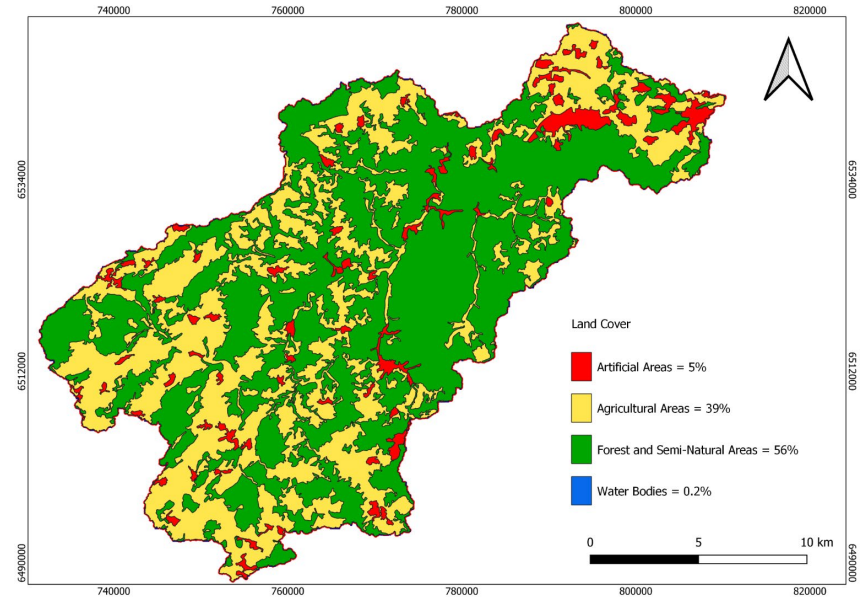 740000 760000 780000 800000 820000
6534000
6534000
6512000
6512000
6490000
6490000
Land Cover
Artificial Areas = 5%
Agricultural Areas = 39%
Forest and Semi-Natural Areas = 56%
Water Bodies = 0.2%
0 5 10 km
740000 760000 780000 800000 820000